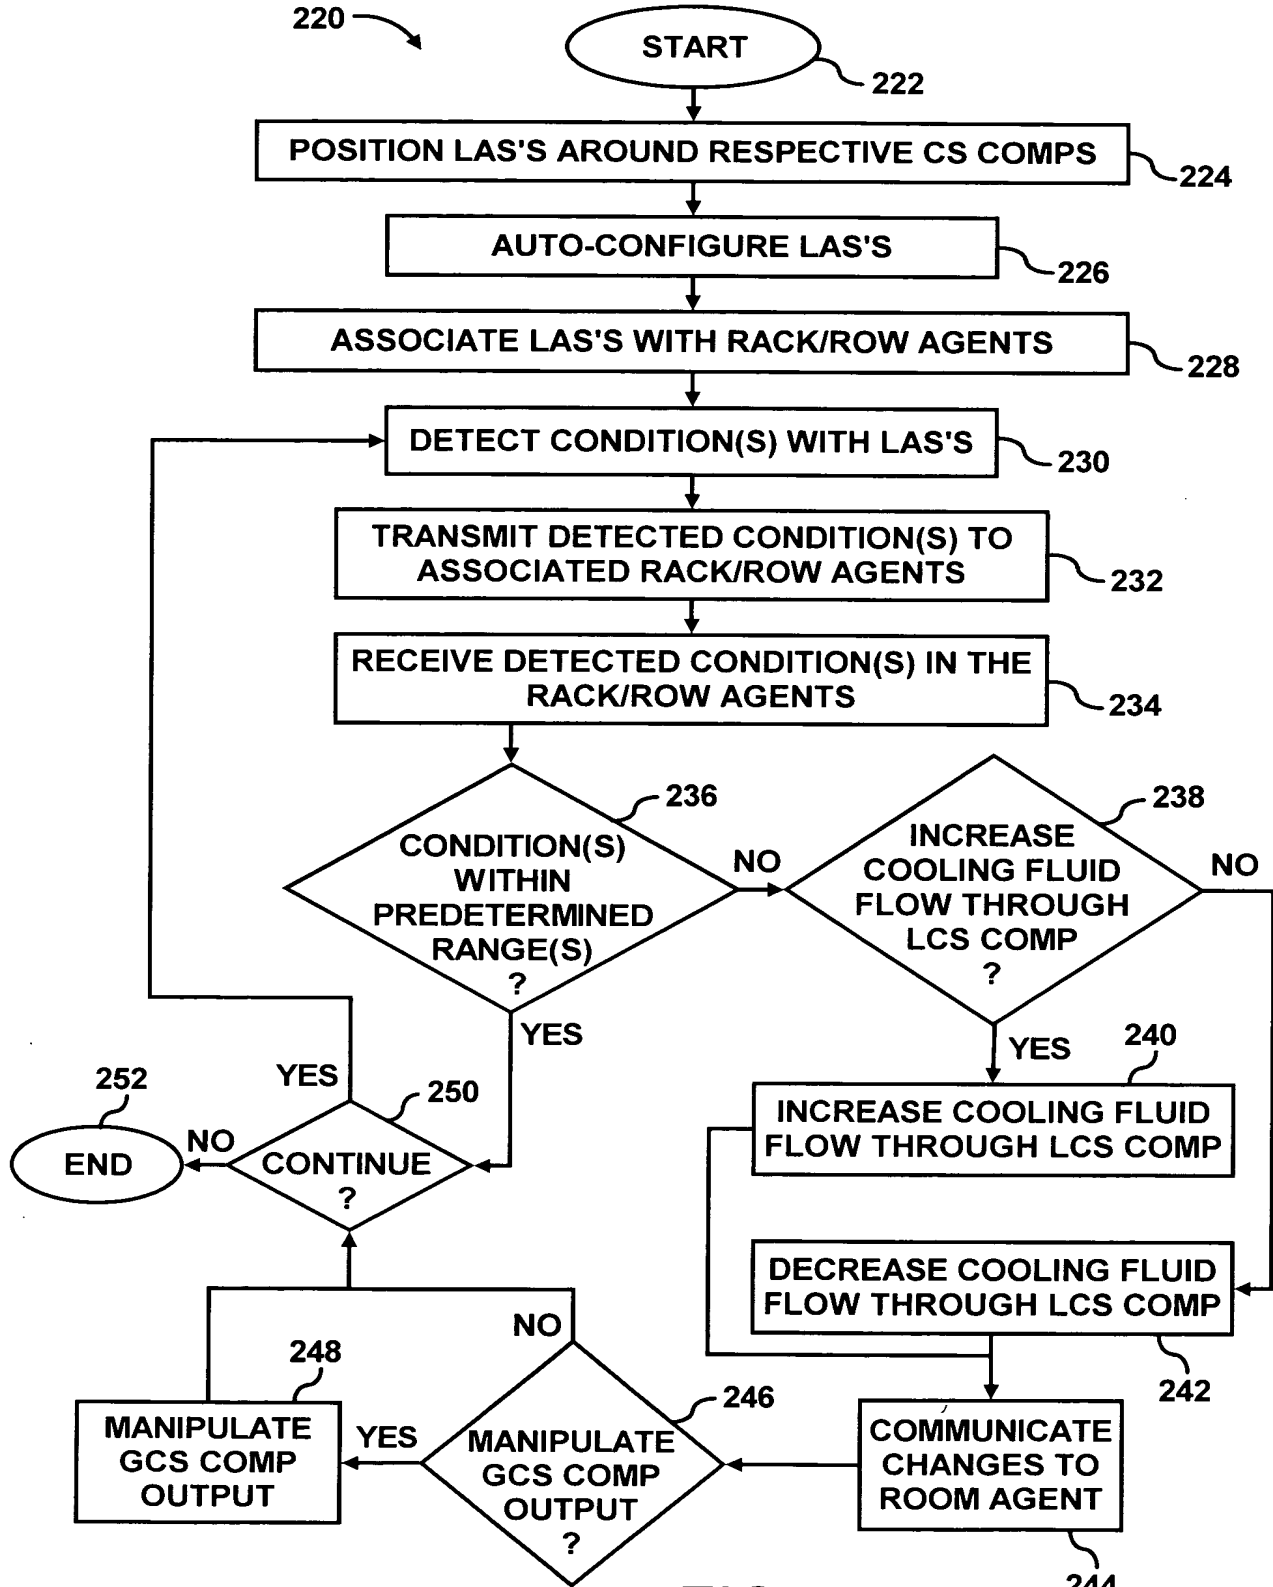 220
START
222
POSITION LAS'S AROUND RESPECTIVE CS COMPS
224
AUTO-CONFIGURE LAS'S
226
ASSOCIATE LAS'S WITH RACK/ROW AGENTS
228
DETECT CONDITION(S) WITH LAS'S
230
TRANSMIT DETECTED CONDITION(S) TO
ASSOCIATED RACK/ROW AGENTS
232
RECEIVE DETECTED CONDITION(S) IN THE
RACK/ROW AGENTS
234
236
CONDITION(S)
WITHIN
PREDETERMINED
RANGE(S)
?
NO
YES
238
INCREASE
COOLING FLUID
FLOW THROUGH
LCS COMP
?
NO
YES
240
INCREASE COOLING FLUID
FLOW THROUGH LCS COMP
DECREASE COOLING FLUID
FLOW THROUGH LCS COMP
242
COMMUNICATE
CHANGES TO
ROOM AGENT
244
246
MANIPULATE
GCS COMP
OUTPUT
?
NO
YES
248
MANIPULATE
GCS COMP
OUTPUT
250
CONTINUE
?
YES
NO
252
END